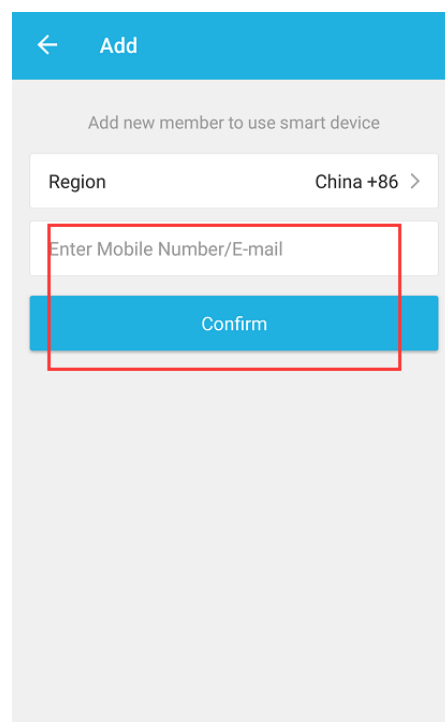 Add
Add new member to use smart device
Region China +86
Enter Mobile Number/E-mail
Confirm